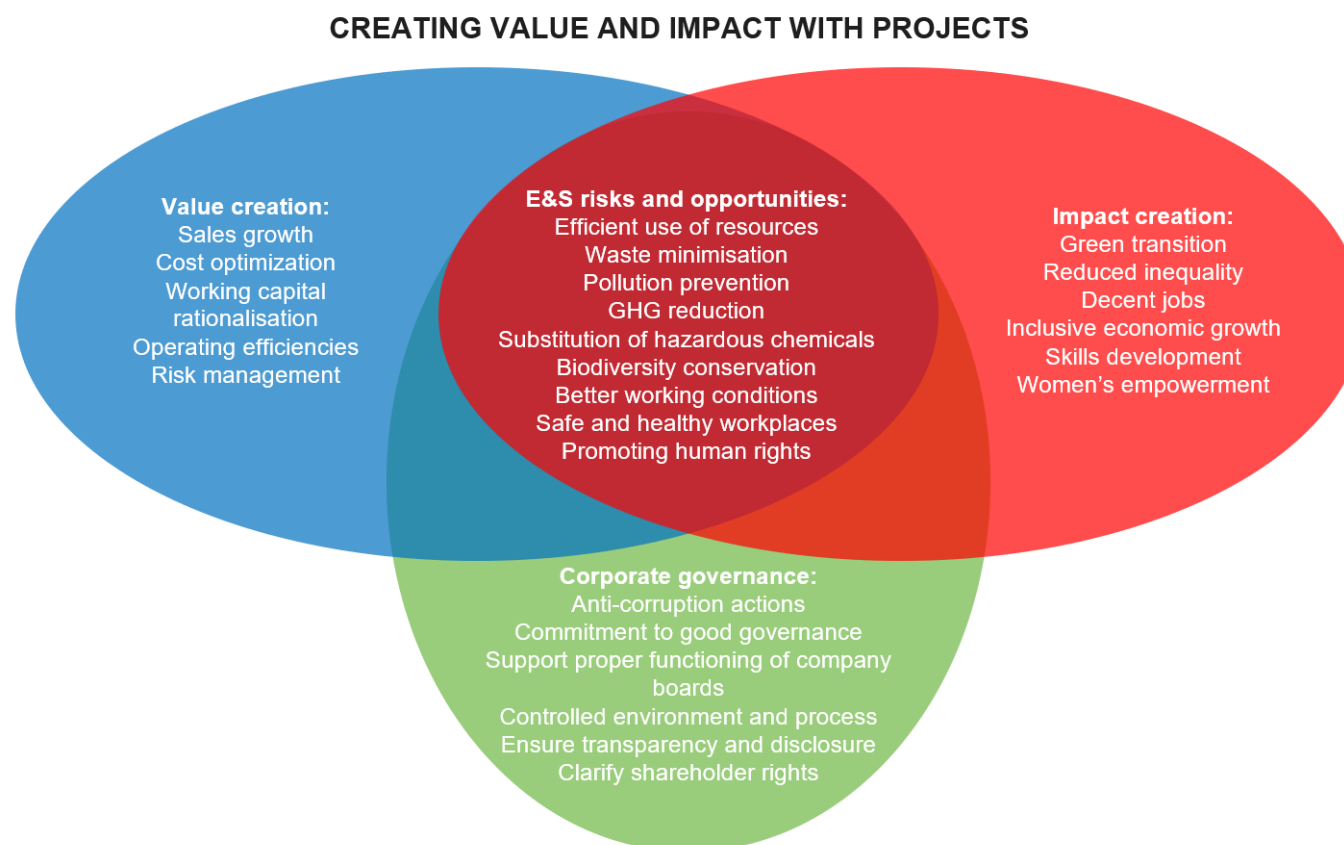 CREATING VALUE AND IMPACT WITH PROJECTS
Value creation:
Sales growth
Cost optimization
Working capital
rationalisation
Operating efficiencies
Risk management
E&S risks and opportunities:
Efficient use of resources
Waste minimisation
Pollution prevention
GHG reduction
Substitution of hazardous chemicals
Biodiversity conservation
Better working conditions
Safe and healthy workplaces
Promoting human rights
Impact creation:
Green transition
Reduced inequality
Decent jobs
Inclusive economic growth
Skills development
Women’s empowerment
Corporate governance:
Anti-corruption actions
Commitment to good governance
Support proper functioning of company
boards
Controlled environment and process
Ensure transparency and disclosure
Clarify shareholder rights